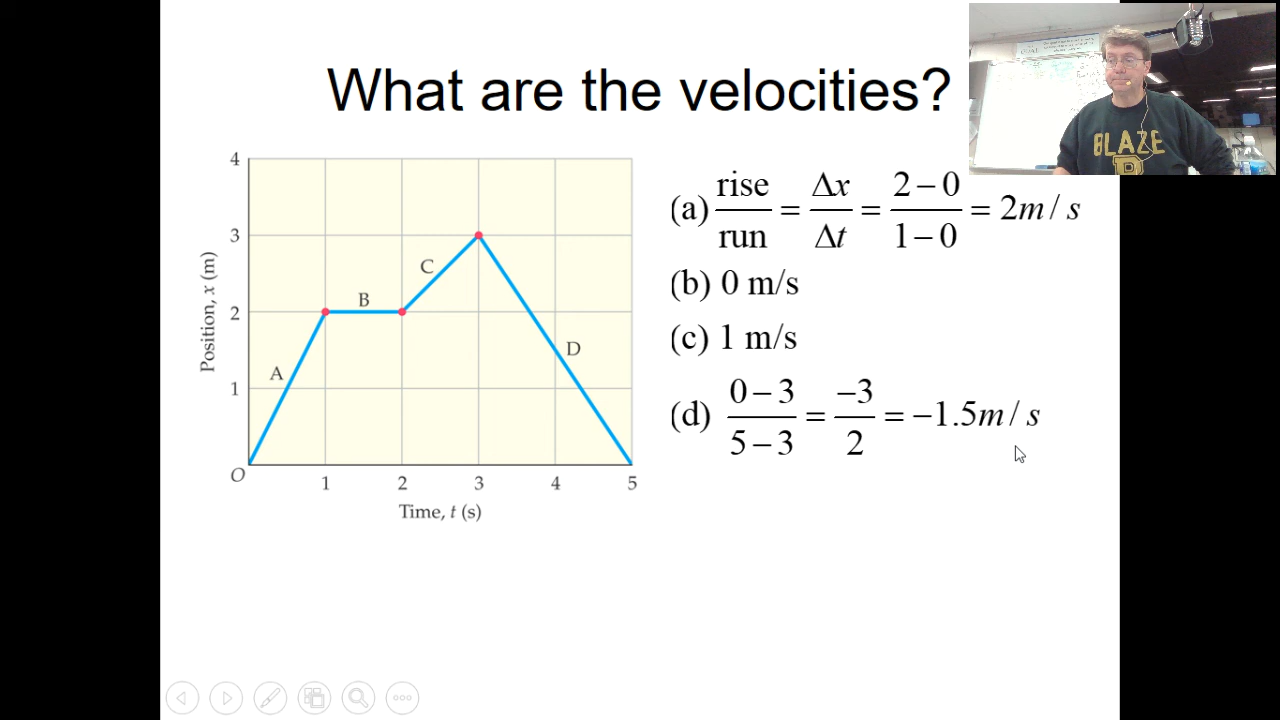 What are the velocities?
BLAZE
B
4
3
2
1
O
1 2 3 4 5
Position, x (m)
Time, t (s)
A
B
C
D
(a) rise/run = Δx/Δt = 2−0/1−0 = 2m/s
(b) 0 m/s
(c) 1 m/s
(d) 0−3/5−3 = −3/2 = −1.5m/s